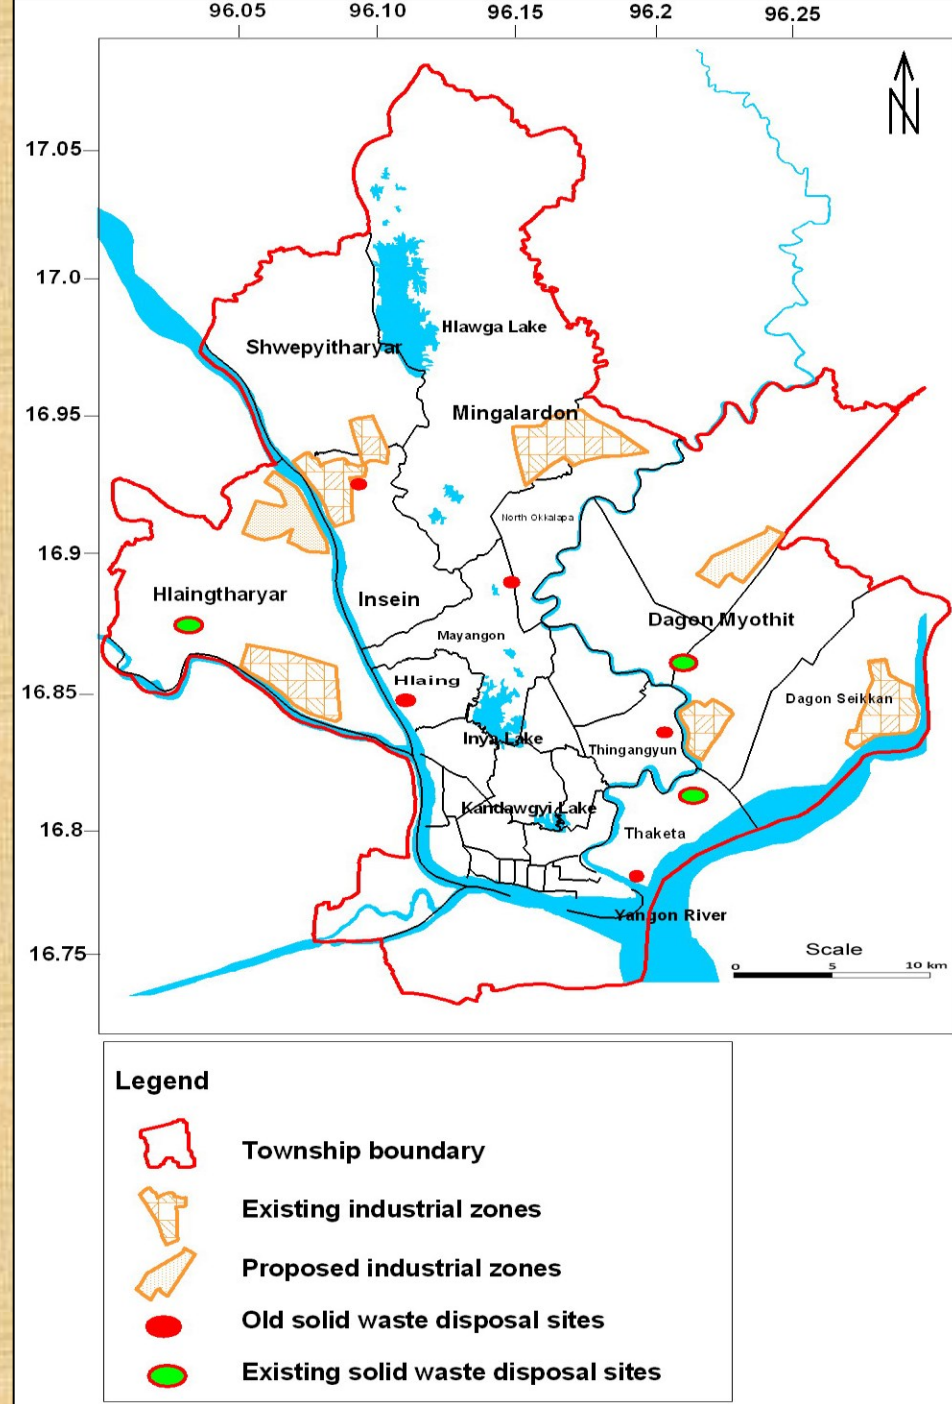 96.05 96.10 96.15 96.2 96.25
N
17.05
17.0
Hlawga Lake
Shwepyitharyar
16.95
Mingalardon
North Okkalapa
16.9
Hlaingtharyar
Insein
Dagon Myothit
Mayangon
Hlaing
16.85
Dagon Seikkan
Inya Lake
Thingangyun
Kandawgyi Lake
16.8
Thaketa
Yangon River
16.75
Scale
0 5 10 km
Legend
Township boundary
Existing industrial zones
Proposed industrial zones
Old solid waste disposal sites
Existing solid waste disposal sites